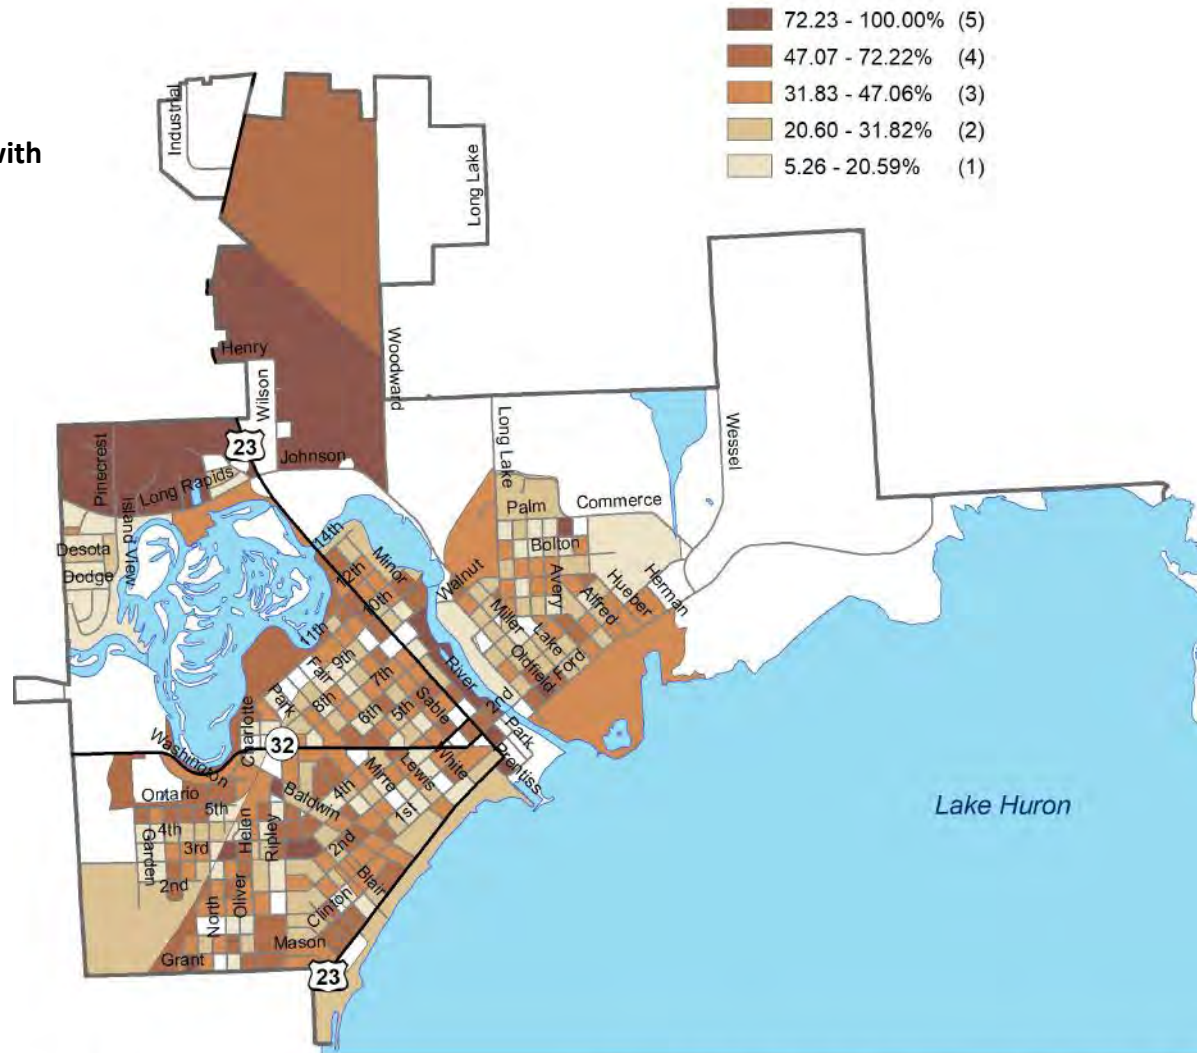 72.23 - 100.00% (5)
47.07 - 72.22% (4)
31.83 - 47.06% (3)
20.60 - 31.82% (2)
5.26 - 20.59% (1)
with
Industrial
Long Lake
Henry
Woodward
Wilson
23
Johnson
Pinecrest
Long Rapids
Island View
Desota
Dodge
Long Lake
Wessel
Palm
Commerce
Bolton
14th
Minor
12th
10th
11th
Walnut
Avery
Alfred
Hueber
Herman
Miller
Lake
Oldfield
Ford
River
2nd
Park
Prentiss
Fair
9th
7th
Park
8th
6th
5th
Sable
Charlotte
32
Washington
Mirre
Lewis
White
4th
1st
Baldwin
Ontario
5th
4th
3rd
2nd
Garden
Helen
Ripley
2nd
Blair
Oliver
North
Clinton
Mason
Grant
23
Lake Huron